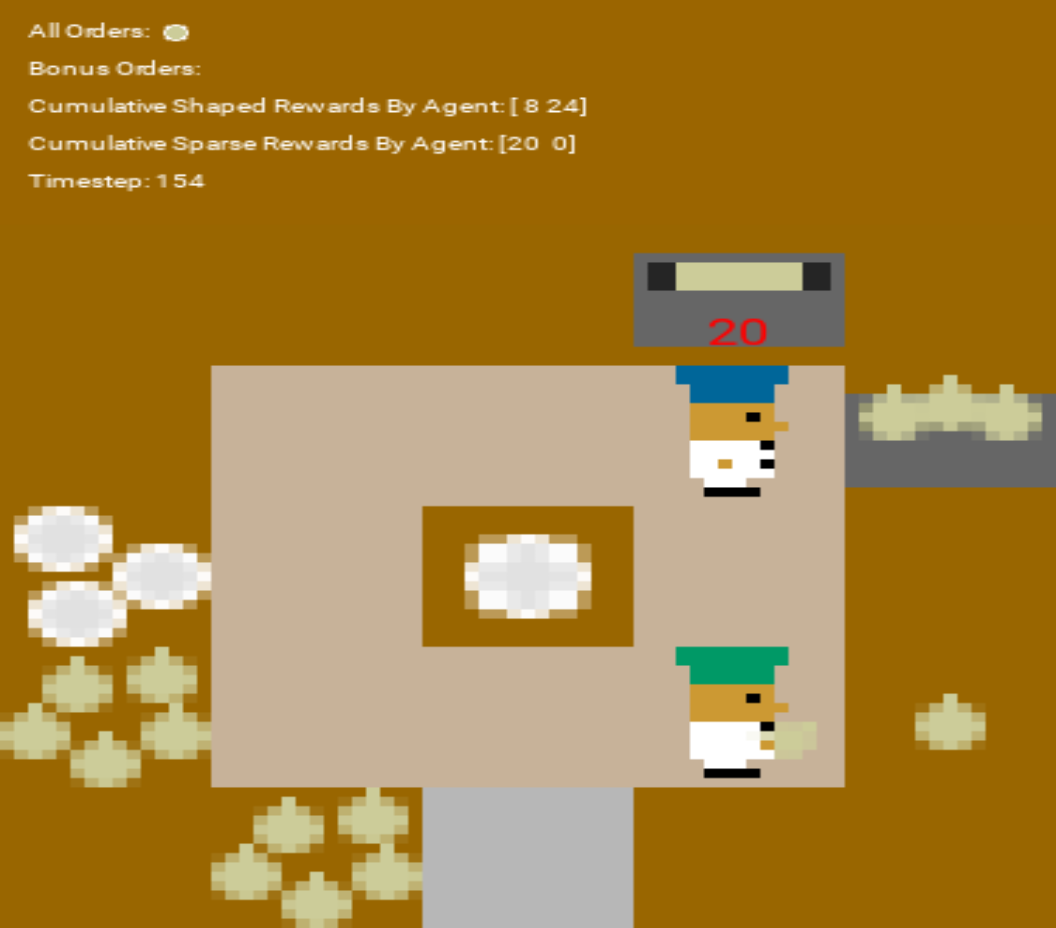 All Orders:
Bonus Orders:
Cumulative Shaped Rewards By Agent: [ 8 24]
Cumulative Sparse Rewards By Agent: [20  0]
Timestep: 154
20